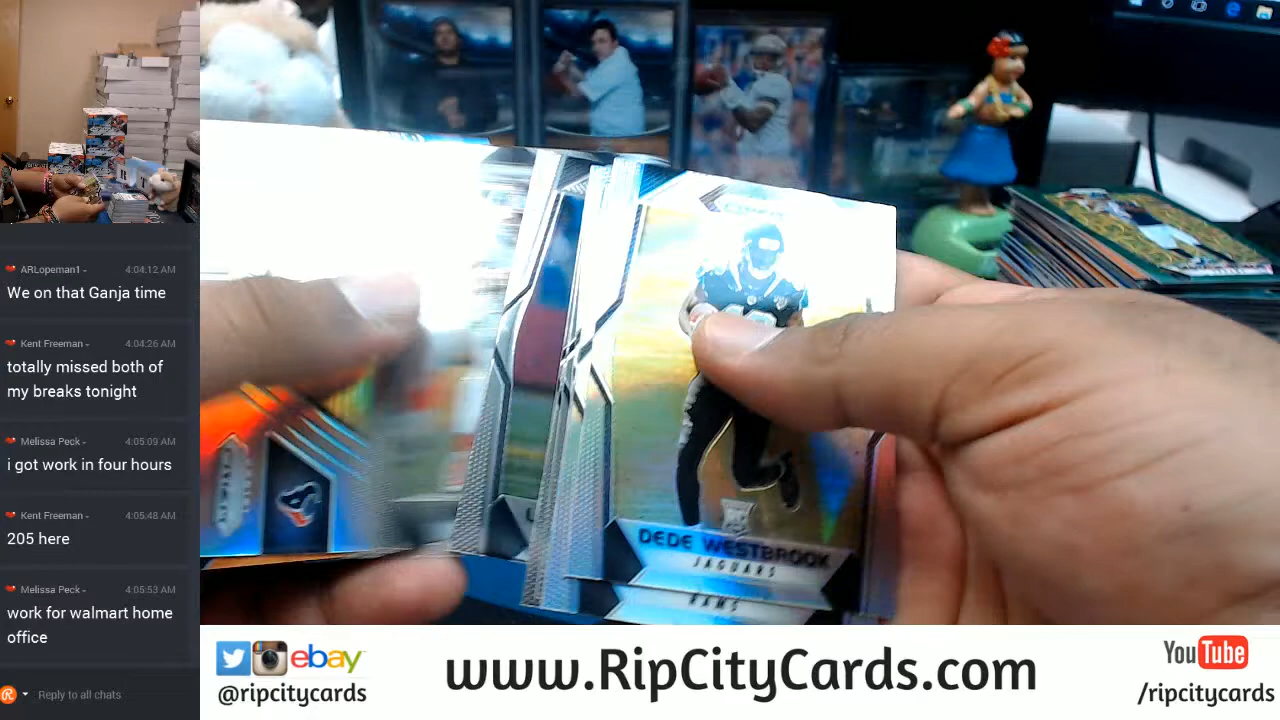 ARLopeman1 - 4:04:12 AM
We on that Ganja time
Kent Freeman - 4:04:26 AM
totally missed both of
my breaks tonight
Melissa Peck - 4:05:09 AM
i got work in four hours
Kent Freeman - 4:05:48 AM
205 here
Melissa Peck - 4:05:53 AM
work for walmart home
office
Reply to all chats
DEDE WESTBROOK
JAGUARS
RAMS
ebay
@ripcitycards
www.RipCityCards.com
YouTube
/ripcitycards